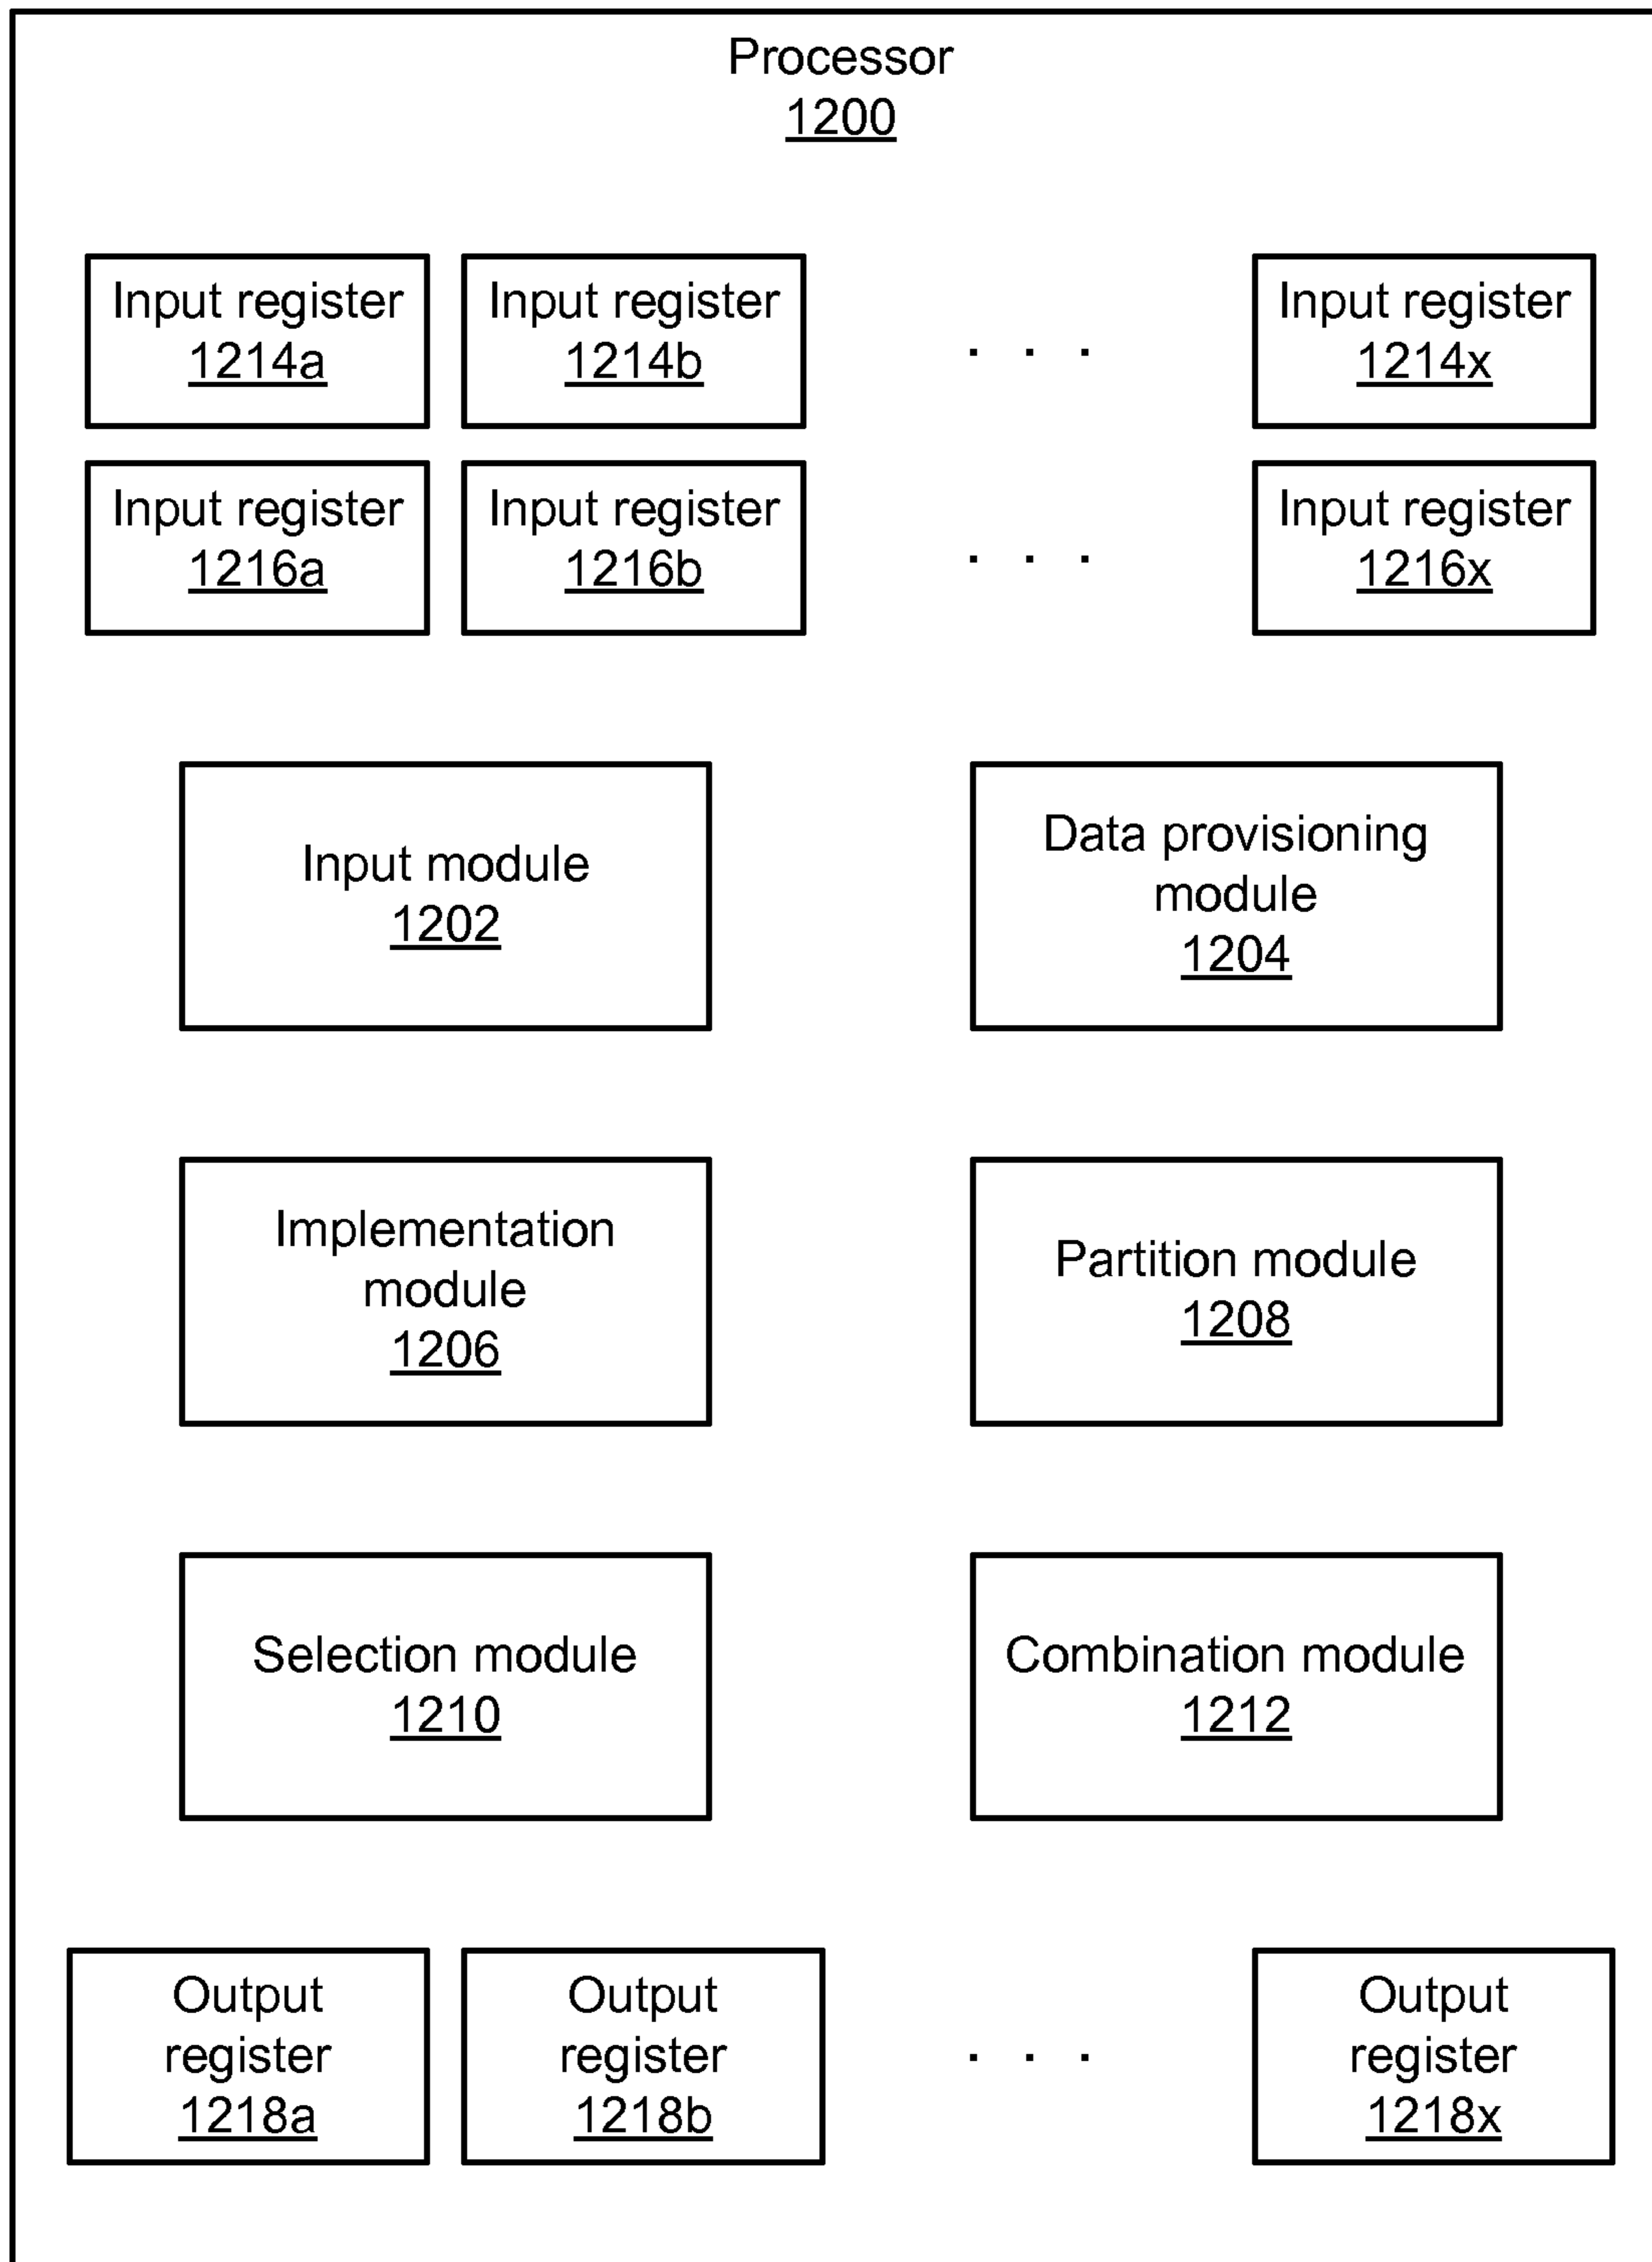 Processor
1200
Input register
1214a
Input register
1214b
. . .
Input register
1214x
Input register
1216a
Input register
1216b
. . .
Input register
1216x
Input module
1202
Data provisioning
module
1204
Implementation
module
1206
Partition module
1208
Selection module
1210
Combination module
1212
Output
register
1218a
Output
register
1218b
. . .
Output
register
1218x